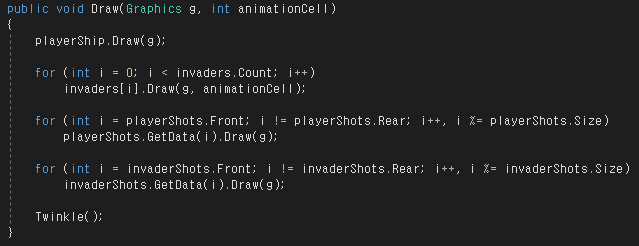 public void Draw(Graphics g, int animationCell)
{
    playerShip.Draw(g);

    for (int i = 0; i < invaders.Count; i++)
        invaders[i].Draw(g, animationCell);

    for (int i = playerShots.Front; i != playerShots.Rear; i++, i %= playerShots.Size)
        playerShots.GetData(i).Draw(g);

    for (int i = invaderShots.Front; i != invaderShots.Rear; i++, i %= invaderShots.Size)
        invaderShots.GetData(i).Draw(g);

    Twinkle();
}